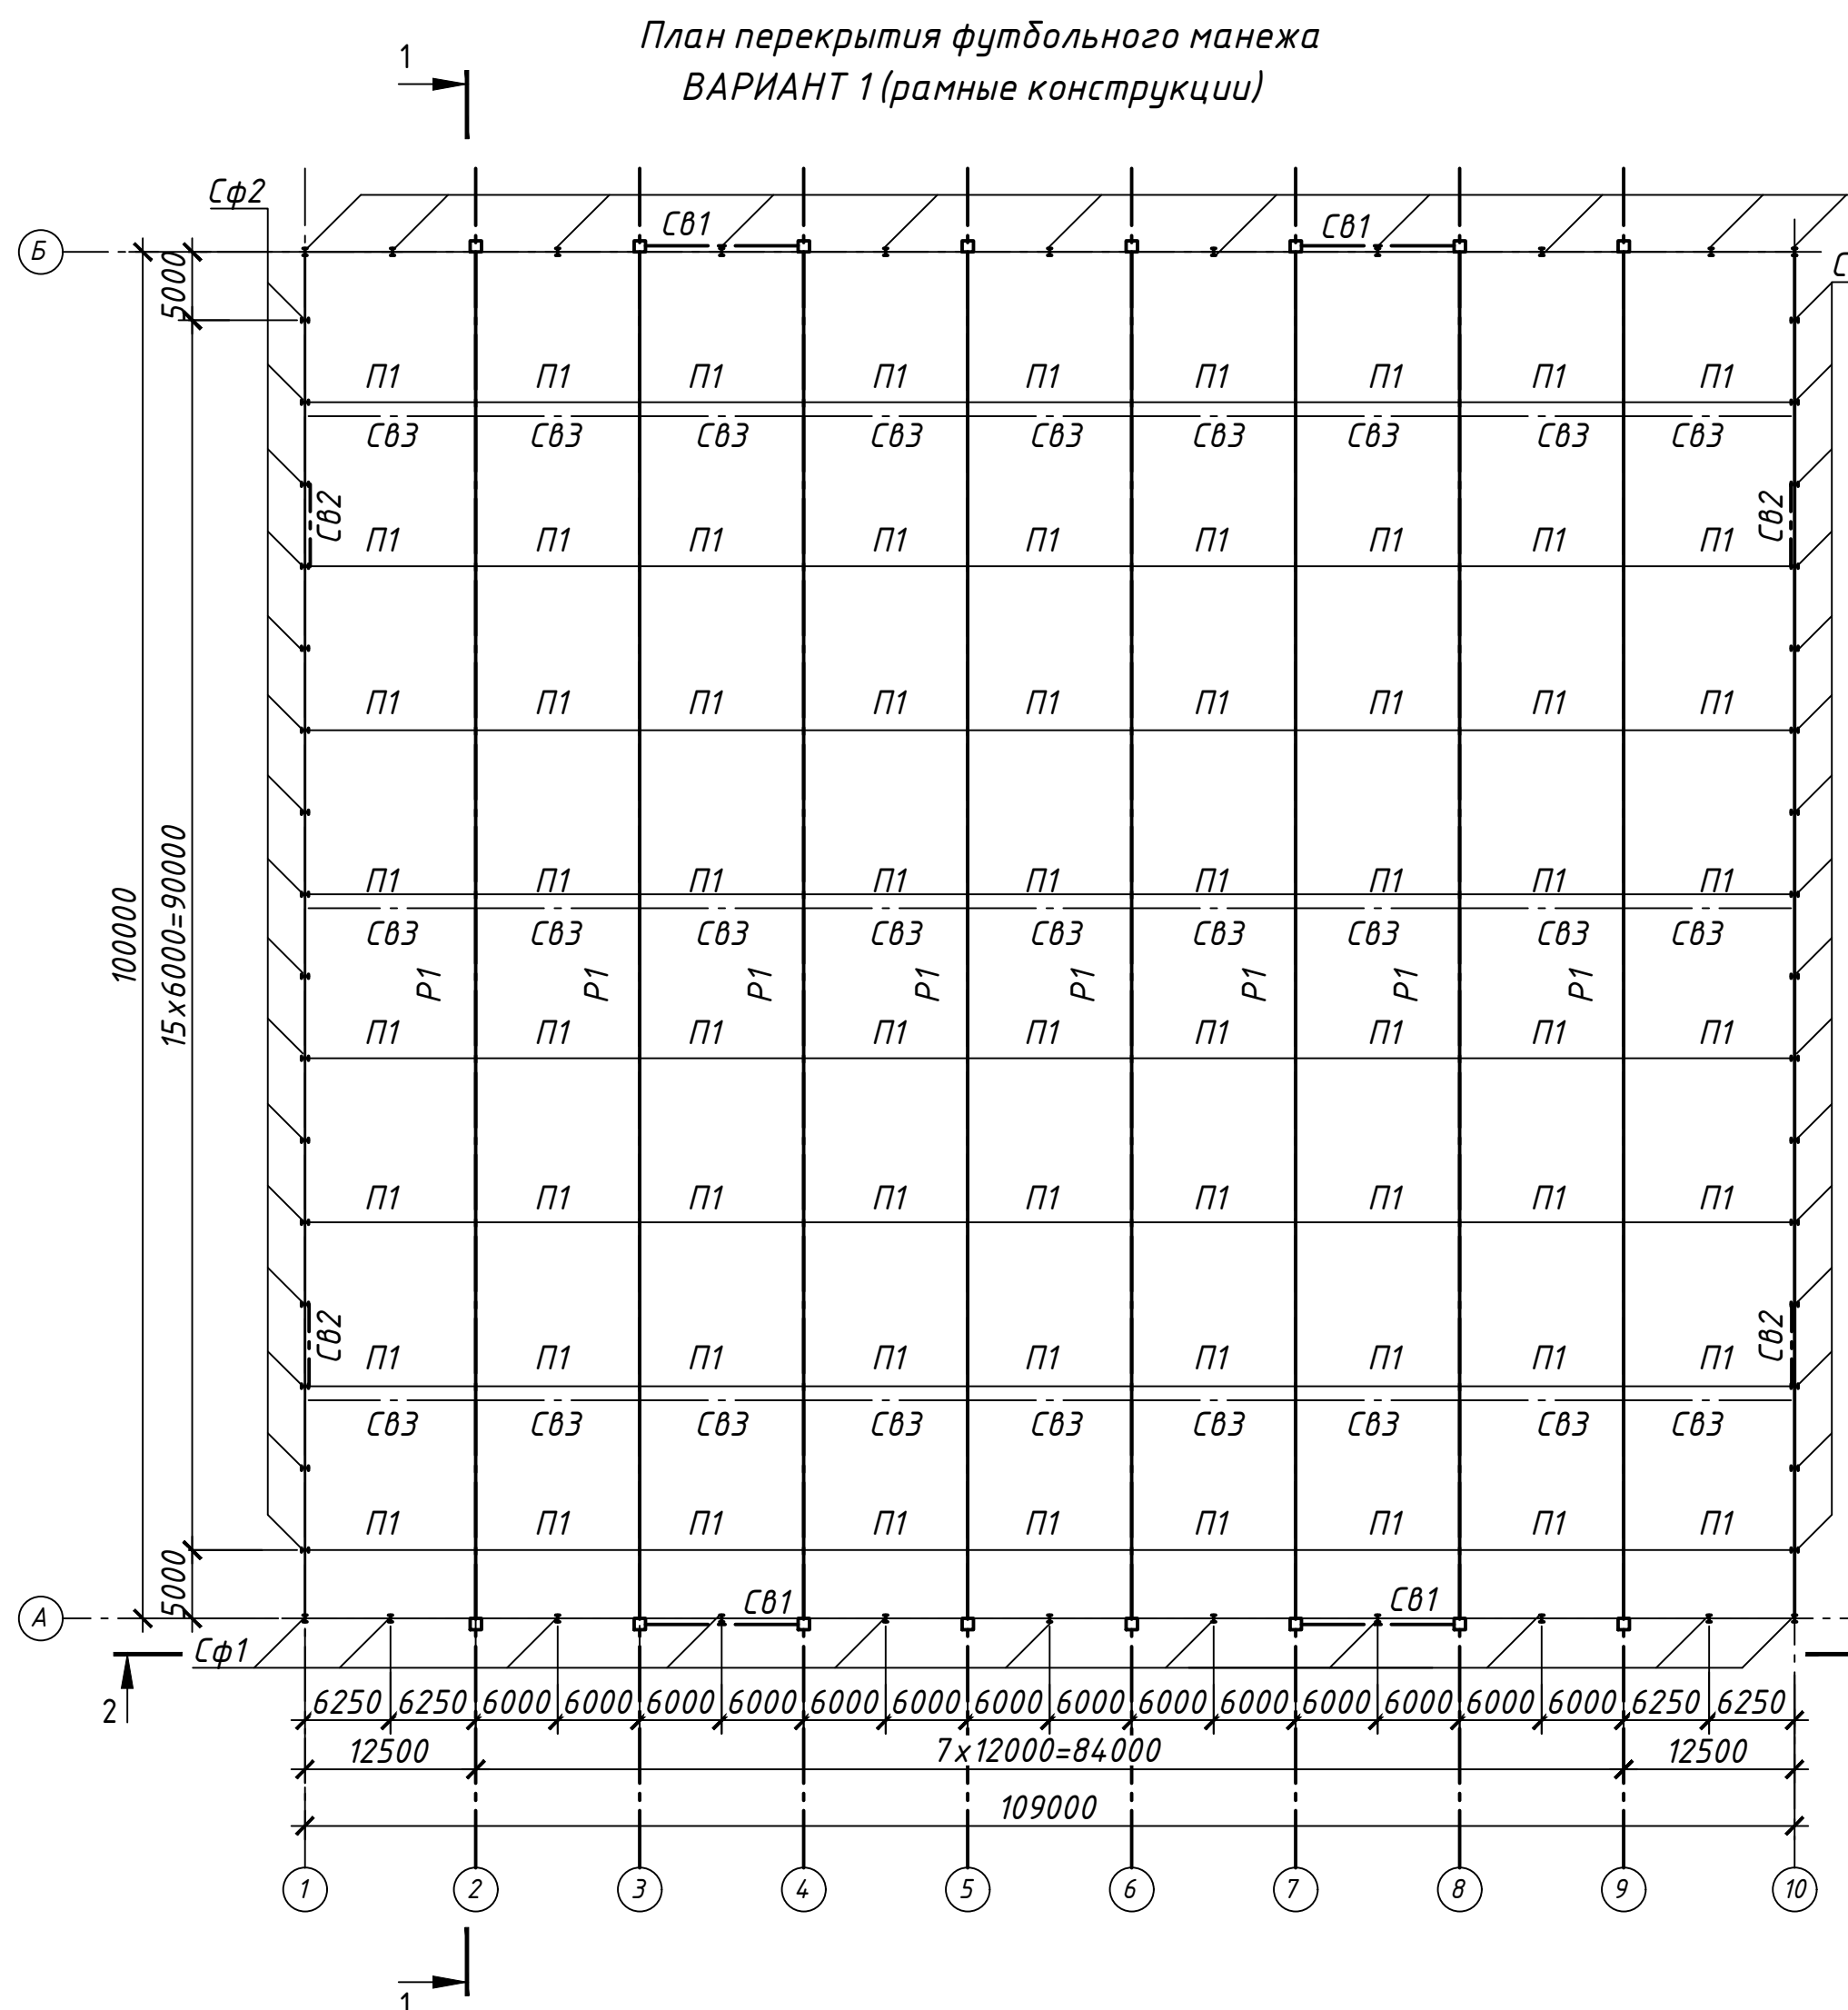 План перекрытия футбольного манежа
ВАРИАНТ 1 (рамные конструкции)
1
Сф2
Св1 Св1
Б
С
5000
П1 П1 П1 П1 П1 П1 П1 П1 П1
Св3 Св3 Св3 Св3 Св3 Св3 Св3 Св3 Св3
Св2 Св2
П1 П1 П1 П1 П1 П1 П1 П1 П1
П1 П1 П1 П1 П1 П1 П1 П1 П1
П1 П1 П1 П1 П1 П1 П1 П1 П1
100000
15х6000=90000
Св3 Св3 Св3 Св3 Св3 Св3 Св3 Св3 Св3
Р1 Р1 Р1 Р1 Р1 Р1 Р1 Р1
П1 П1 П1 П1 П1 П1 П1 П1 П1
П1 П1 П1 П1 П1 П1 П1 П1 П1
Св2 Св2
П1 П1 П1 П1 П1 П1 П1 П1 П1
Св3 Св3 Св3 Св3 Св3 Св3 Св3 Св3 Св3
П1 П1 П1 П1 П1 П1 П1 П1 П1
5000
Св1 Св1
А
Сф1
2
6250 6250 6000 6000 6000 6000 6000 6000 6000 6000 6000 6000 6000 6000 6000 6000 6250 6250
12500 7х12000=84000 12500
109000
1 2 3 4 5 6 7 8 9 10
1